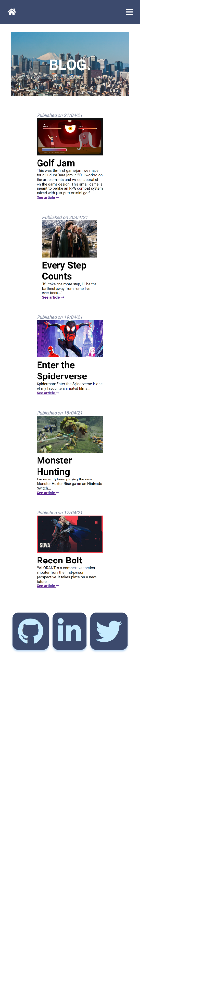 BLOG.
Published on 21/04/21
Golf Jam
This was the first game jam we made
for a Ludum Dare jam in 2D. I worked on
the art elements and we collaborated
on the game design. This small game is
meant to be like an RPG combat system
mixed with putt-putt or mini golf...
See article
Published on 20/04/21
Every Step
Counts
"If I take one more step, I'll be the
farthest away from home I've
ever been..."
See article
Published on 19/04/21
Enter the
Spiderverse
Spiderman: Enter the Spiderverse is one
of my favourite animated films...
See article
Published on 18/04/21
Monster
Hunting
I've recently been playing the new
Monster Hunter Rise game on Nintendo
Switch...
See article
Published on 17/04/21
SOVA
Recon Bolt
VALORANT is a competitive tactical
shooter from the first-person
perspective. It takes place on a near-
future ...
See article
in